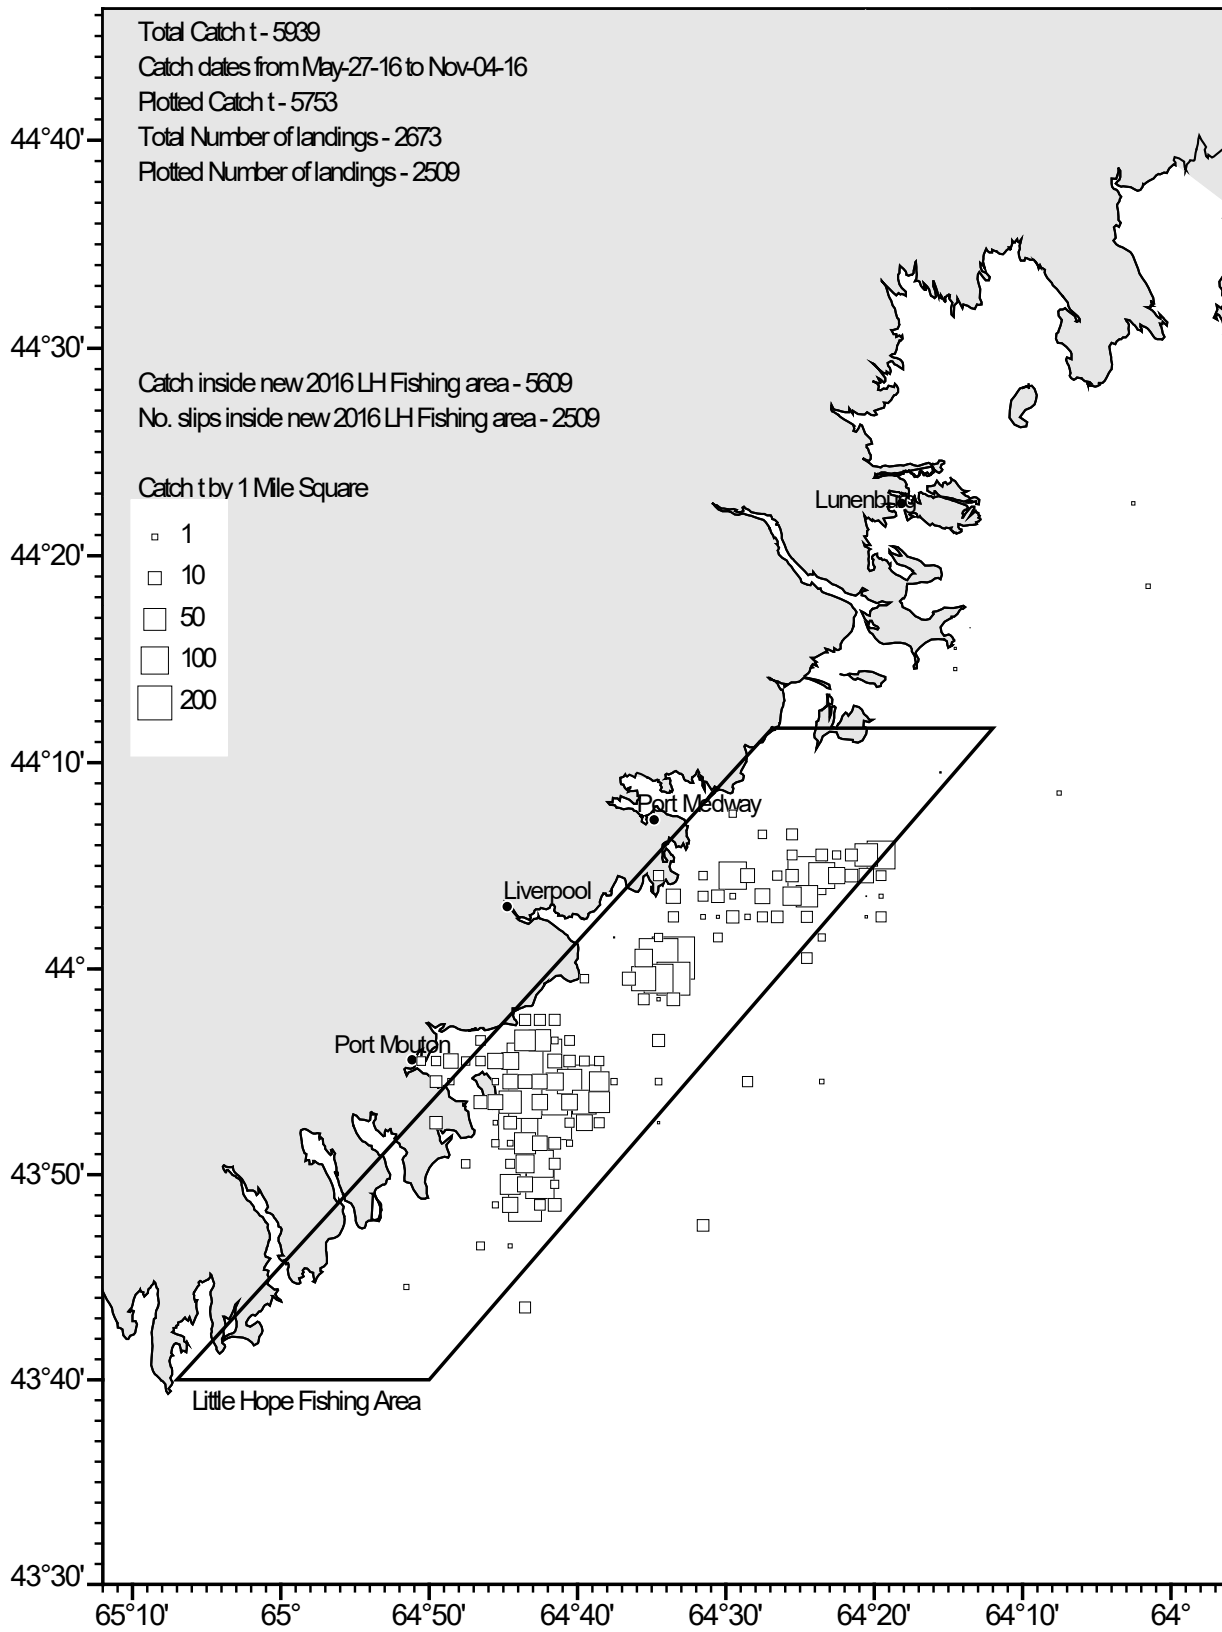 Total Catch t - 5939
Catch dates from May-27-16 to Nov-04-16
Plotted Catch t - 5753
Total Number of landings - 2673
Plotted Number of landings - 2509
44°40'
44°30'
Catch inside new 2016 LH Fishing area - 5609
No. slips inside new 2016 LH Fishing area - 2509
Catch t by 1 Mile Square
1
10
50
100
200
Lunenburg
44°20'
44°10'
Port Medway
Liverpool
44°
Port Mouton
43°50'
43°40'
Little Hope Fishing Area
43°30'
65°10' 65° 64°50' 64°40' 64°30' 64°20' 64°10' 64°